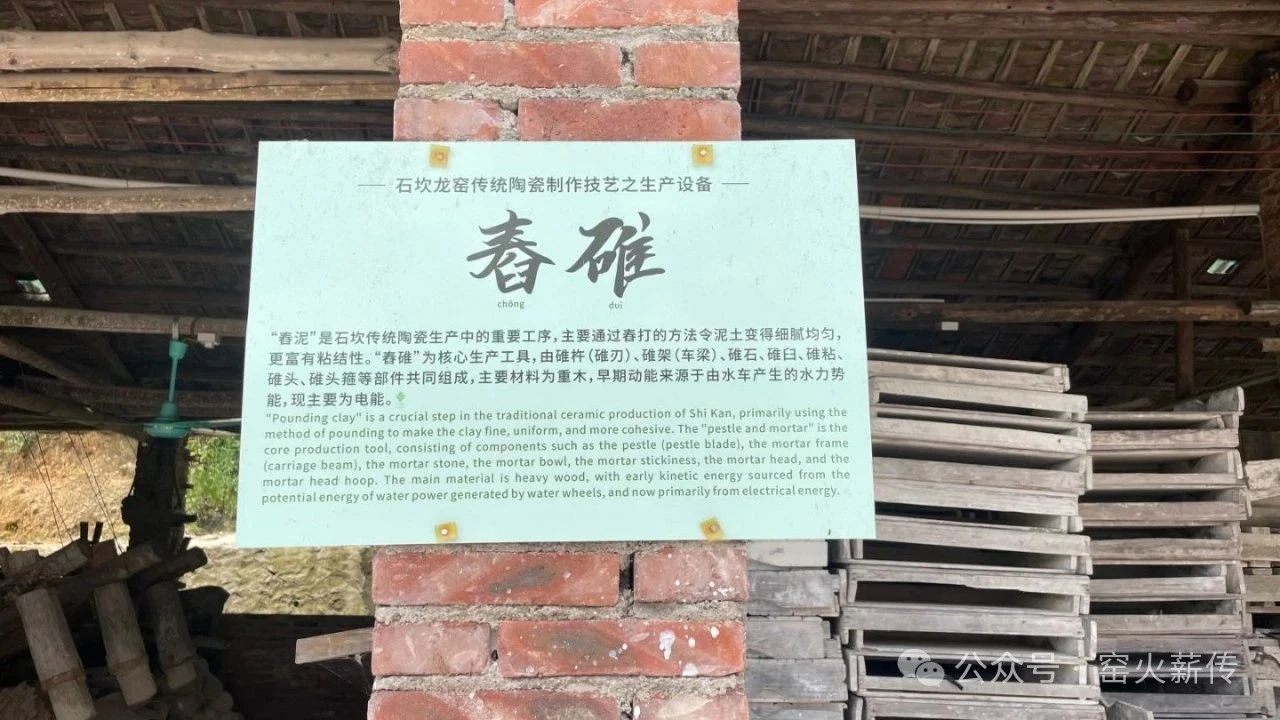 —— 石坎龙窑传统陶瓷制作技艺之生产设备 ——
舂碓
chōng duì
“舂泥”是石坎传统陶瓷生产中的重要工序,主要通过舂打的方法令泥土变得细腻均匀,
更富有粘结性。“舂碓”为核心生产工具,由碓杵(碓刃)、碓架(车梁)、碓石、碓臼、碓粘、
碓头、碓头箍等部件共同组成,主要材料为重木,早期动能来源于由水车产生的水力势
能,现主要为电能。
"Pounding clay" is a crucial step in the traditional ceramic production of Shi Kan, primarily using the
method of pounding to make the clay fine, uniform, and more cohesive. The "pestle and mortar" is the
core production tool, consisting of components such as the pestle (pestle blade), the mortar frame
(carriage beam), the mortar stone, the mortar bowl, the mortar stickiness, the mortar head, and the
mortar head hoop. The main material is heavy wood, with early kinetic energy sourced from the
potential energy of water power generated by water wheels, and now primarily from electrical energy.
公众号 · 窑火薪传